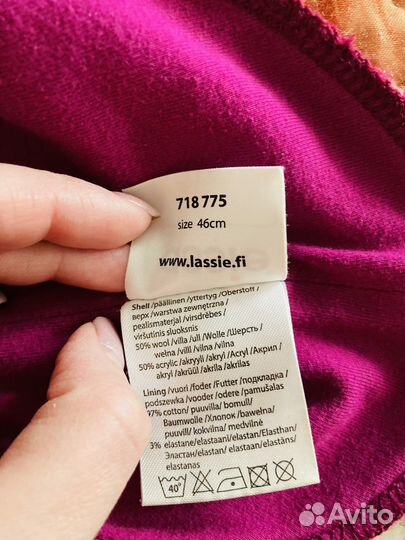 718 775
size 46cm
www.lassie.fi
Shell/päällinen/yttertyg/Oberstoff/
верх/warstwa zewnętrzna/
pealismaterjal/virsdrēbes/
viršutinis sluoksnis
50% wool/villa/ull/Wolle/Шерсть/
wełna/villi/vilna/vilna
50% acrylic/akryyli/akryl/Acryl/Акрил/
akryl/akrüül/akrila/akrilas
Lining/vuori/foder/Futter/подкладка/
podszewka/vooder/odere/pamušalas
97% cotton/puuvilla/bomull/
Baumwolle/Хлопок/bawełna/
puuvill/kokvilna/medvilnė
3% elastane/elastaani/elastan/Elasthan/
Эластан/elastan/elastaan/elastāns/
elastanas
40°
Avito